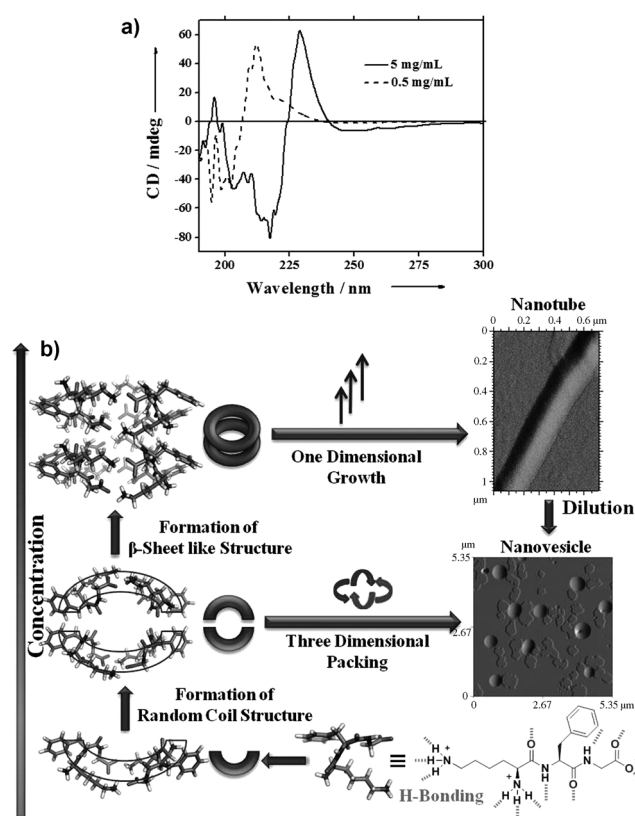 a)
60
40
20
0
-20
-40
-60
-80
CD / mdeg
5 mg/mL
0.5 mg/mL
200
225
250
275
300
Wavelength / nm
b)
Concentration
Nanotube
0
0.2
0.4
0.6 μm
0
0.2
0.4
0.6
0.8
1
μm
One Dimensional
Growth
Formation of
β-Sheet like Structure
Dilution
Nanovesicle
μm
5.35
2.67
0
0
2.67
5.35
μm
Three Dimensional
Packing
Formation of
Random Coil Structure
≡
H
H-N
+
H
O
N
H
O
H
N
O
O
+
N
H
H
H
H-Bonding